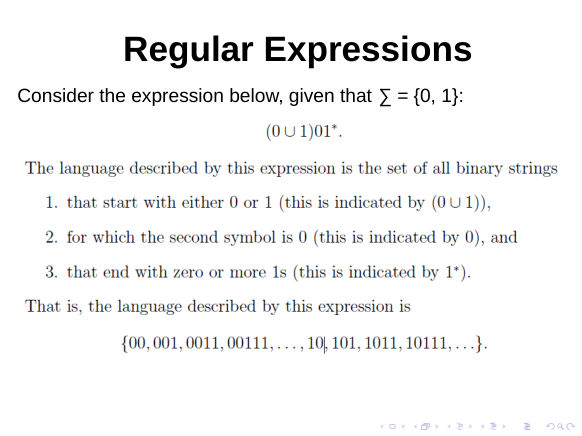 Regular Expressions
Consider the expression below, given that ∑ = {0, 1}:
(0 ∪ 1)01*.
The language described by this expression is the set of all binary strings
1. that start with either 0 or 1 (this is indicated by (0 ∪ 1)),
2. for which the second symbol is 0 (this is indicated by 0), and
3. that end with zero or more 1s (this is indicated by 1*).
That is, the language described by this expression is
{00, 001, 0011, 00111, . . . , 10, 101, 1011, 10111, . . .}.